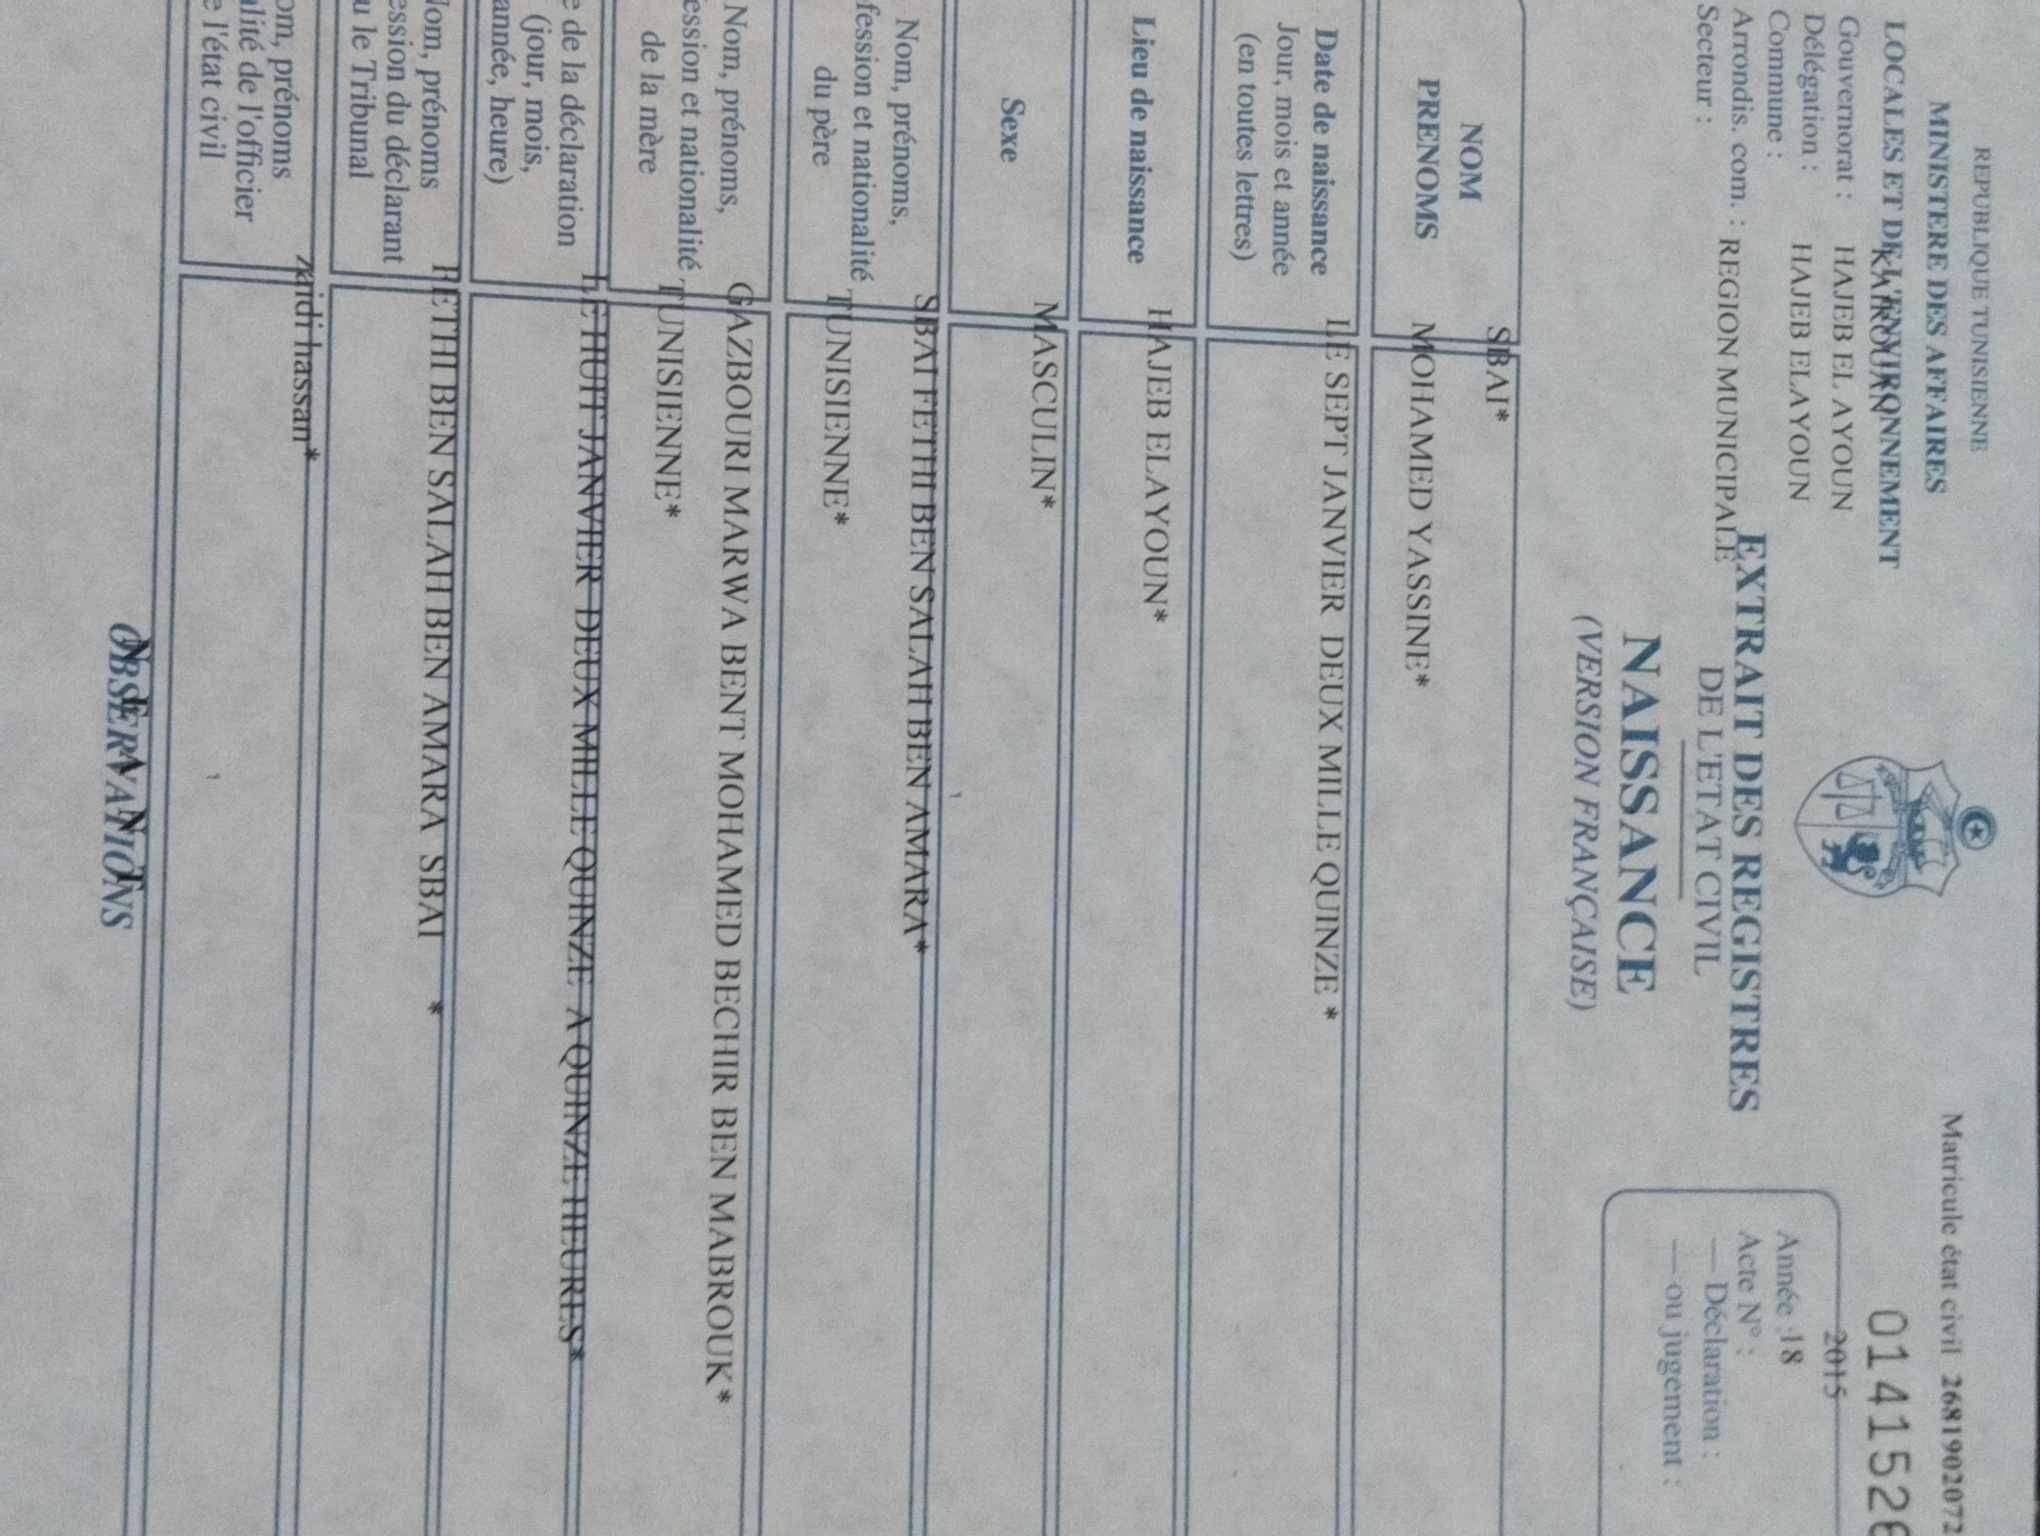 REPUBLIQUE TUNISIENNE
MINISTERE DES AFFAIRES
LOCALES ET DE L'ENVIRONNEMENT
KAIROUAN
Gouvernorat : HAJEB EL AYOUN
Délégation : HAJEB ELAYOUN
Commune :
Arrondis. com. : REGION MUNICIPALE
Secteur :
Matricule état civil 2681902072
0141526
2015
Année : 18
Acte N° :
— Déclaration :
— ou jugement :
EXTRAIT DES REGISTRES
DE L'ETAT CIVIL
NAISSANCE
(VERSION FRANÇAISE)
NOM SBAI*
PRENOMS MOHAMED YASSINE*
Date de naissance LE SEPT JANVIER DEUX MILLE QUINZE *
Jour, mois et année
(en toutes lettres)
Lieu de naissance HAJEB ELAYOUN*
Sexe MASCULIN*
Nom, prénoms, SBAI FETHI BEN SALAH BEN AMARA*
fession et nationalité
du père TUNISIENNE*
Nom, prénoms, GAZBOURI MARWA BENT MOHAMED BECHIR BEN MABROUK*
ession et nationalité TUNISIENNE*
de la mère
e de la déclaration LE HUIT JANVIER DEUX MILLE QUINZE A QUINZE HEURES*
(jour, mois,
année, heure)
Nom, prénoms FETHI BEN SALAH BEN AMARA SBAI *
ession du déclarant
u le Tribunal
om, prénoms zaidi hassan*
alité de l'officier
e l'état civil
OBSERVATIONS
N E A N T